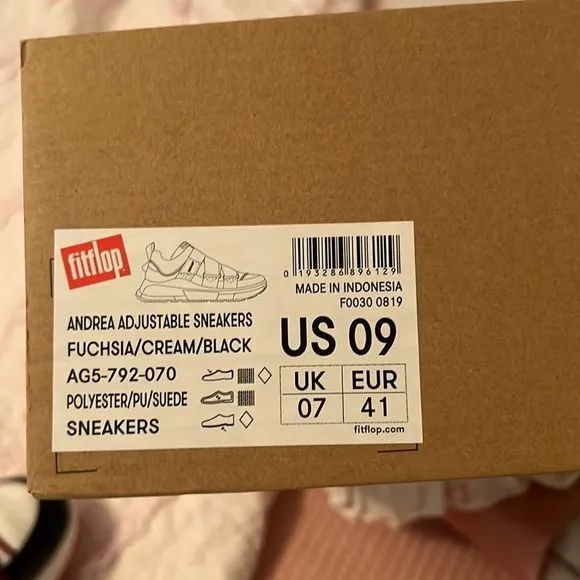 fitflop
0 193286 896129
MADE IN INDONESIA
F0030 0819
ANDREA ADJUSTABLE SNEAKERS
FUCHSIA/CREAM/BLACK
AG5-792-070
POLYESTER/PU/SUEDE
SNEAKERS
US 09
UK EUR
07 41
fitflop.com